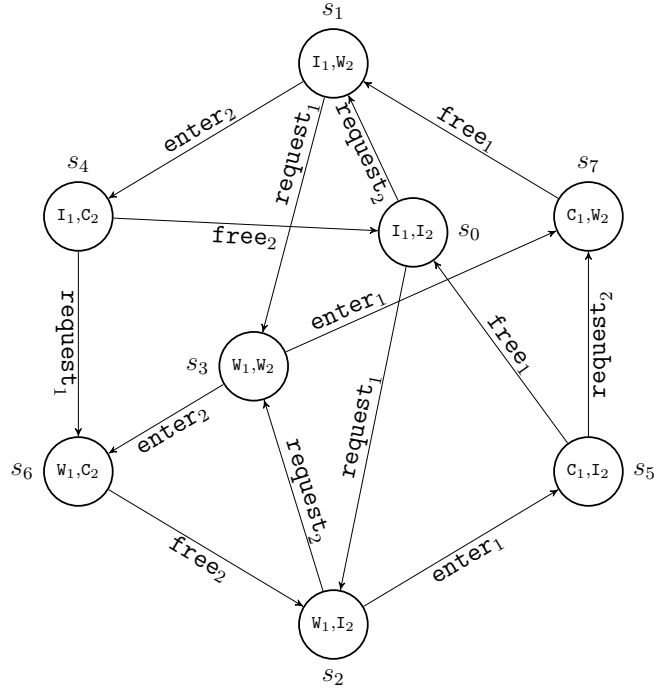 s₁
I₁,W₂
enter₂
request₁
request₂
free₁
s₄
s₇
I₁,C₂
C₁,W₂
I₁,I₂
s₀
free₂
enter₁
request₁
s₃
W₁,W₂
free₁
request₂
enter₂
request₁
request₂
s₆
W₁,C₂
C₁,I₂
s₅
free₂
enter₁
W₁,I₂
s₂